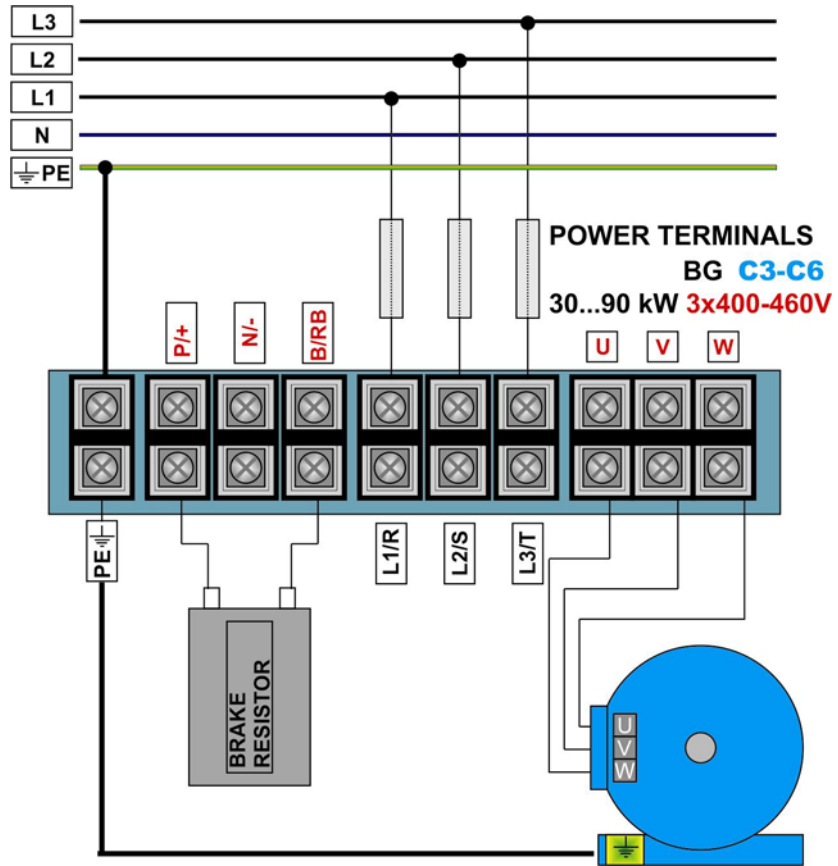 L3
L2
L1
N
PE
POWER TERMINALS
BG C3-C6
30...90 kW 3x400-460V
P/+
N/-
B/RB
U
V
W
PE
L1/R
L2/S
L3/T
BRAKE
RESISTOR
U
V
W